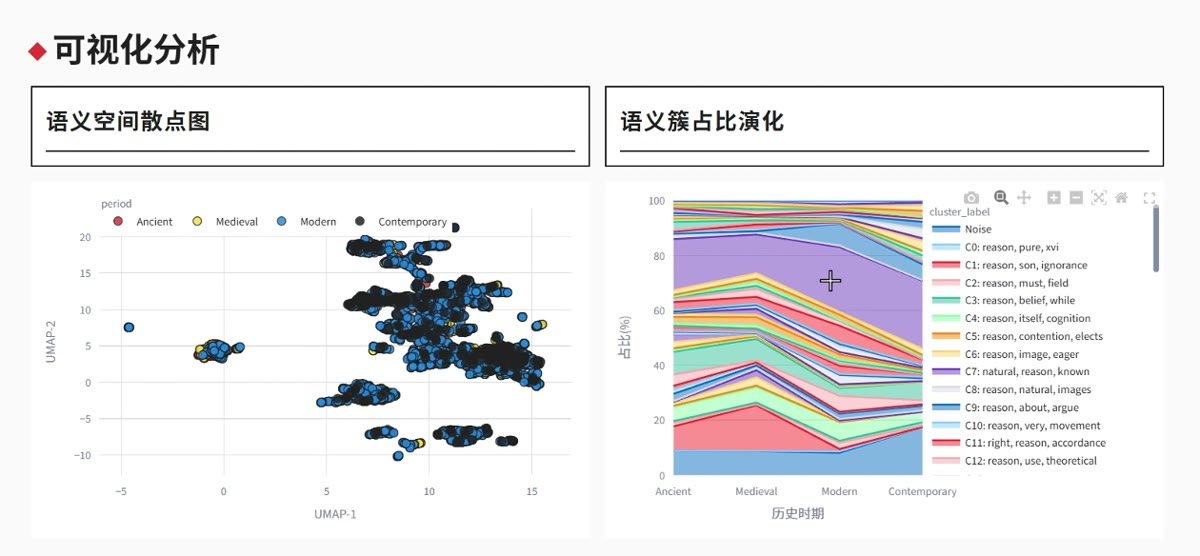 可视化分析
语义空间散点图
语义簇占比演化
period
Ancient
Medieval
Modern
Contemporary
20
15
10
5
0
−5
−10
−5
0
5
10
15
UMAP-1
UMAP-2
100
80
60
40
20
0
占比(%)
Ancient
Medieval
Modern
Contemporary
历史时期
cluster_label
Noise
C0: reason, pure, xvi
C1: reason, son, ignorance
C2: reason, must, field
C3: reason, belief, while
C4: reason, itself, cognition
C5: reason, contention, elects
C6: reason, image, eager
C7: natural, reason, known
C8: reason, natural, images
C9: reason, about, argue
C10: reason, very, movement
C11: right, reason, accordance
C12: reason, use, theoretical